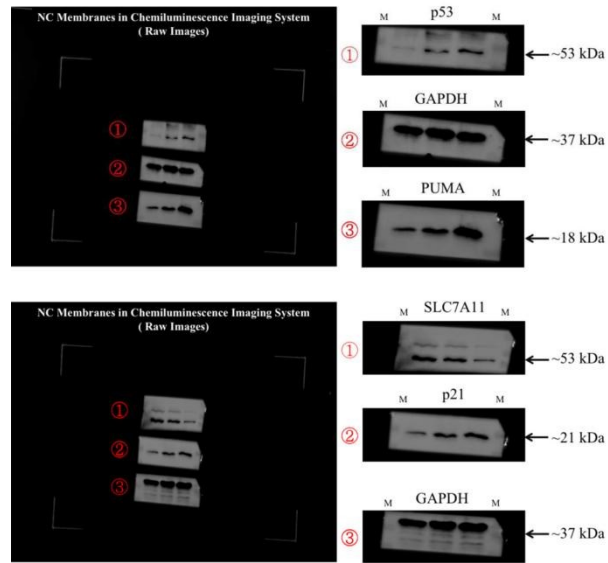 NC Membranes in Chemiluminescence Imaging System
( Raw Images)
①
②
③
M p53 M
① ~53 kDa
M GAPDH M
② ~37 kDa
M PUMA M
③ ~18 kDa
NC Membranes in Chemiluminescence Imaging System
( Raw Images)
①
②
③
M SLC7A11 M
① ~53 kDa
M p21 M
② ~21 kDa
M GAPDH M
③ ~37 kDa